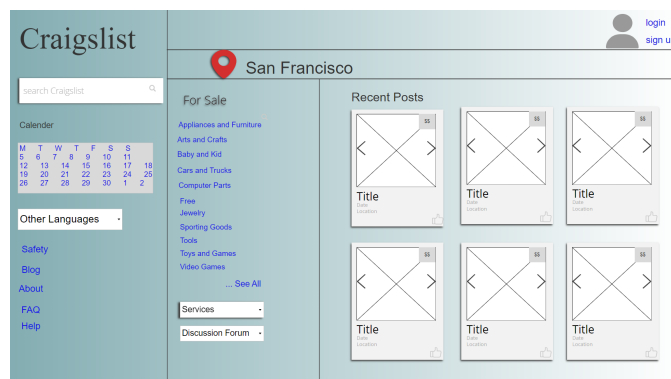 Craigslist
login
sign u
San Francisco
search Craigslist
Calender
M T W T F S S
5 6 7 8 9 10 11
12 13 14 15 16 17 18
19 20 21 22 23 24 25
26 27 28 29 30 1 2
Other Languages
Safety
Blog
About
FAQ
Help
For Sale
Appliances and Furniture
Arts and Crafts
Baby and Kid
Cars and Trucks
Computer Parts
Free
Jewelry
Sporting Goods
Tools
Toys and Games
Video Games
... See All
Services
Discussion Forum
Recent Posts
$$
Title
Date
Location
$$
Title
Date
Location
$$
Title
Date
Location
$$
Title
Date
Location
$$
Title
Date
Location
$$
Title
Date
Location